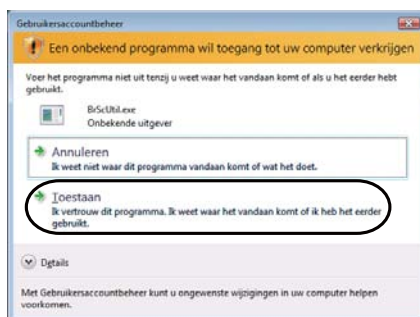 Gebruikersaccountbeheer
Een onbekend programma wil toegang tot uw computer verkrijgen
Voer het programma niet uit tenzij u weet waar het vandaan komt of als u het eerder hebt
gebruikt.
BrScUtil.exe
Onbekende uitgever
Annuleren
Ik weet niet waar dit programma vandaan komt of wat het doet.
Toestaan
Ik vertrouw dit programma. Ik weet waar het vandaan komt of ik heb het eerder
gebruikt.
Details
Met Gebruikersaccountbeheer kunt u ongewenste wijzigingen in uw computer helpen
voorkomen.